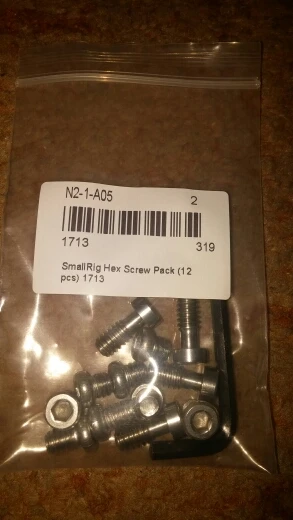 N2-1-A05 2
1713 319
SmallRig Hex Screw Pack (12
pcs) 1713